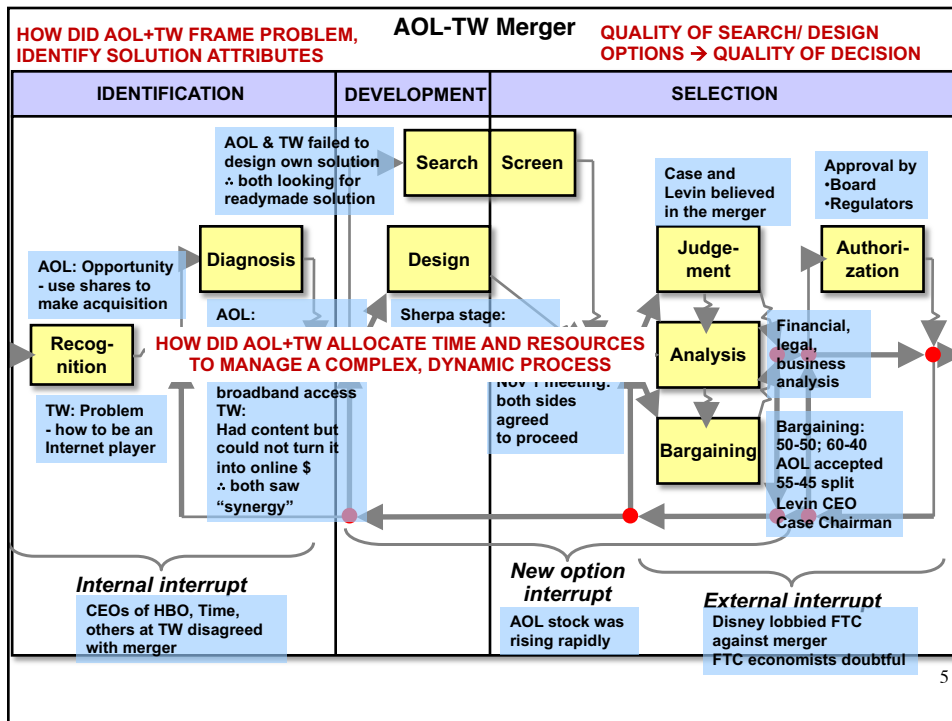 AOL-TW Merger
HOW DID AOL+TW FRAME PROBLEM,
IDENTIFY SOLUTION ATTRIBUTES
QUALITY OF SEARCH/ DESIGN
OPTIONS → QUALITY OF DECISION
IDENTIFICATION
DEVELOPMENT
SELECTION
AOL & TW failed to
design own solution
∴ both looking for
readymade solution
Search
Screen
Case and
Levin believed
in the merger
Approval by
•Board
•Regulators
AOL: Opportunity
- use shares to
make acquisition
Diagnosis
Design
Judge-
ment
Authori-
zation
AOL:
Sherpa stage:
Recog-
nition
HOW DID AOL+TW ALLOCATE TIME AND RESOURCES
TO MANAGE A COMPLEX, DYNAMIC PROCESS
Analysis
Financial,
legal,
business
analysis
TW: Problem
- how to be an
Internet player
broadband access
TW:
Had content but
could not turn it
into online $
∴ both saw
“synergy”
Nov 1 meeting:
both sides
agreed
to proceed
Bargaining
Bargaining:
50-50; 60-40
AOL accepted
55-45 split
Levin CEO
Case Chairman
Internal interrupt
CEOs of HBO, Time,
others at TW disagreed
with merger
New option
interrupt
AOL stock was
rising rapidly
External interrupt
Disney lobbied FTC
against merger
FTC economists doubtful
5